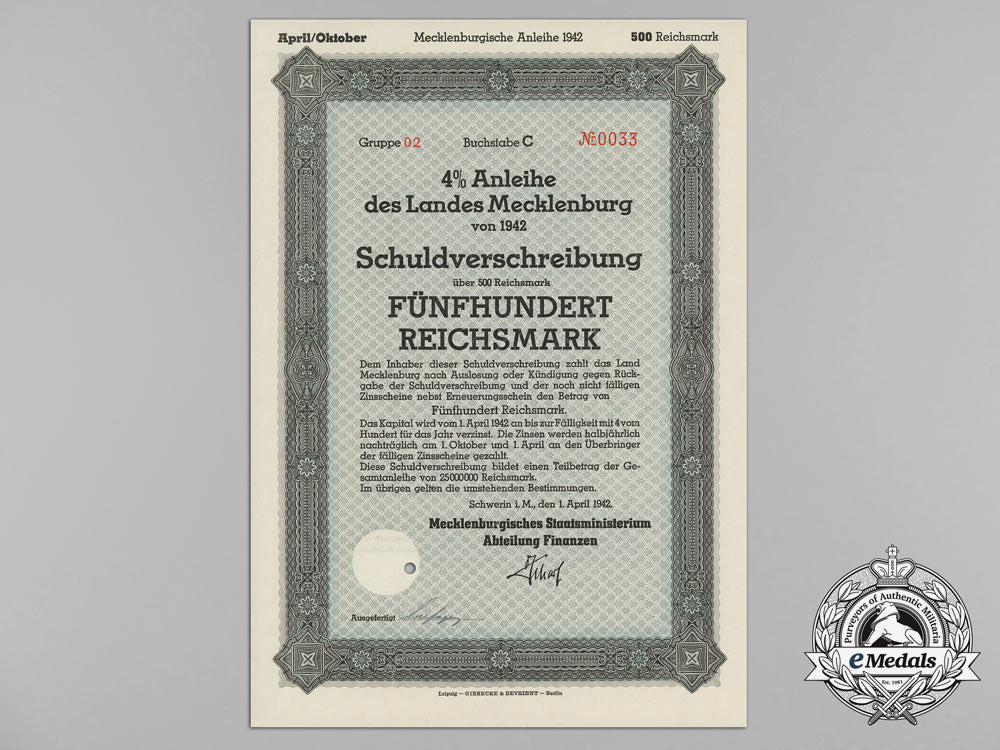 April/Oktober Mecklenburgische Anleihe 1942 500 Reichsmark
Gruppe 02 Buchstabe C № 0033
4% Anleihe
des Landes Mecklenburg
von 1942
Schuldverschreibung
über 500 Reichsmark
FÜNFHUNDERT
REICHSMARK
Dem Inhaber dieser Schuldverschreibung zahlt das Land
Mecklenburg nach Auslosung oder Kündigung gegen Rück-
gabe der Schuldverschreibung und der noch nicht fälligen
Zinsscheine nebst Erneuerungsschein den Betrag von
Fünfhundert Reichsmark.
Das Kapital wird vom 1. April 1942 an bis zur Fälligkeit mit 4 vom
Hundert für das Jahr verzinst. Die Zinsen werden halbjährlich
nachträglich am 1. Oktober und 1. April an den Überbringer
der fälligen Zinsscheine gezahlt.
Diese Schuldverschreibung bildet einen Teilbetrag der Ge-
samtanleihe von 25000000 Reichsmark.
Im übrigen gelten die umstehenden Bestimmungen.
Schwerin i. M., den 1. April 1942.
Mecklenburgisches Staatsministerium
Abteilung Finanzen
Ausgefertigt
Leipzig — GIESECKE & DEVRIENT — Berlin
Purveyors of Authentic Militaria
eMedals
Est. 1981